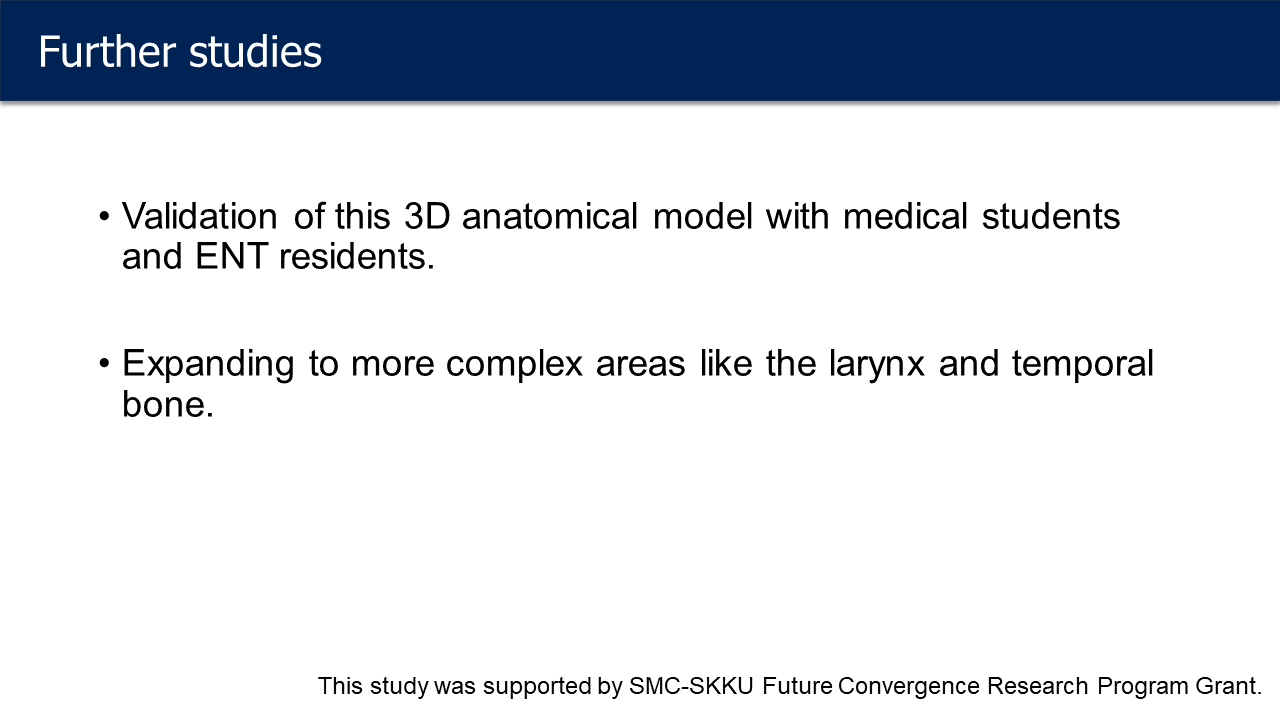 Further studies
• Validation of this 3D anatomical model with medical students
and ENT residents.
• Expanding to more complex areas like the larynx and temporal
bone.
This study was supported by SMC-SKKU Future Convergence Research Program Grant.